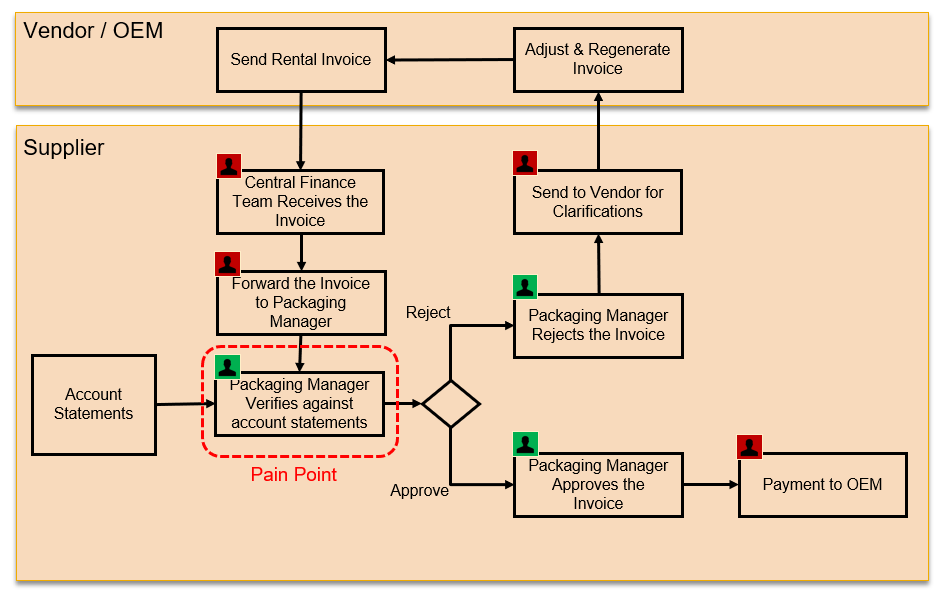 Vendor / OEM
Send Rental Invoice
Adjust & Regenerate
Invoice
Supplier
Central Finance
Team Receives the
Invoice
Send to Vendor for
Clarifications
Forward the Invoice
to Packaging
Manager
Reject
Packaging Manager
Rejects the Invoice
Account
Statements
Packaging Manager
Verifies against
account statements
Pain Point
Approve
Packaging Manager
Approves the
Invoice
Payment to OEM